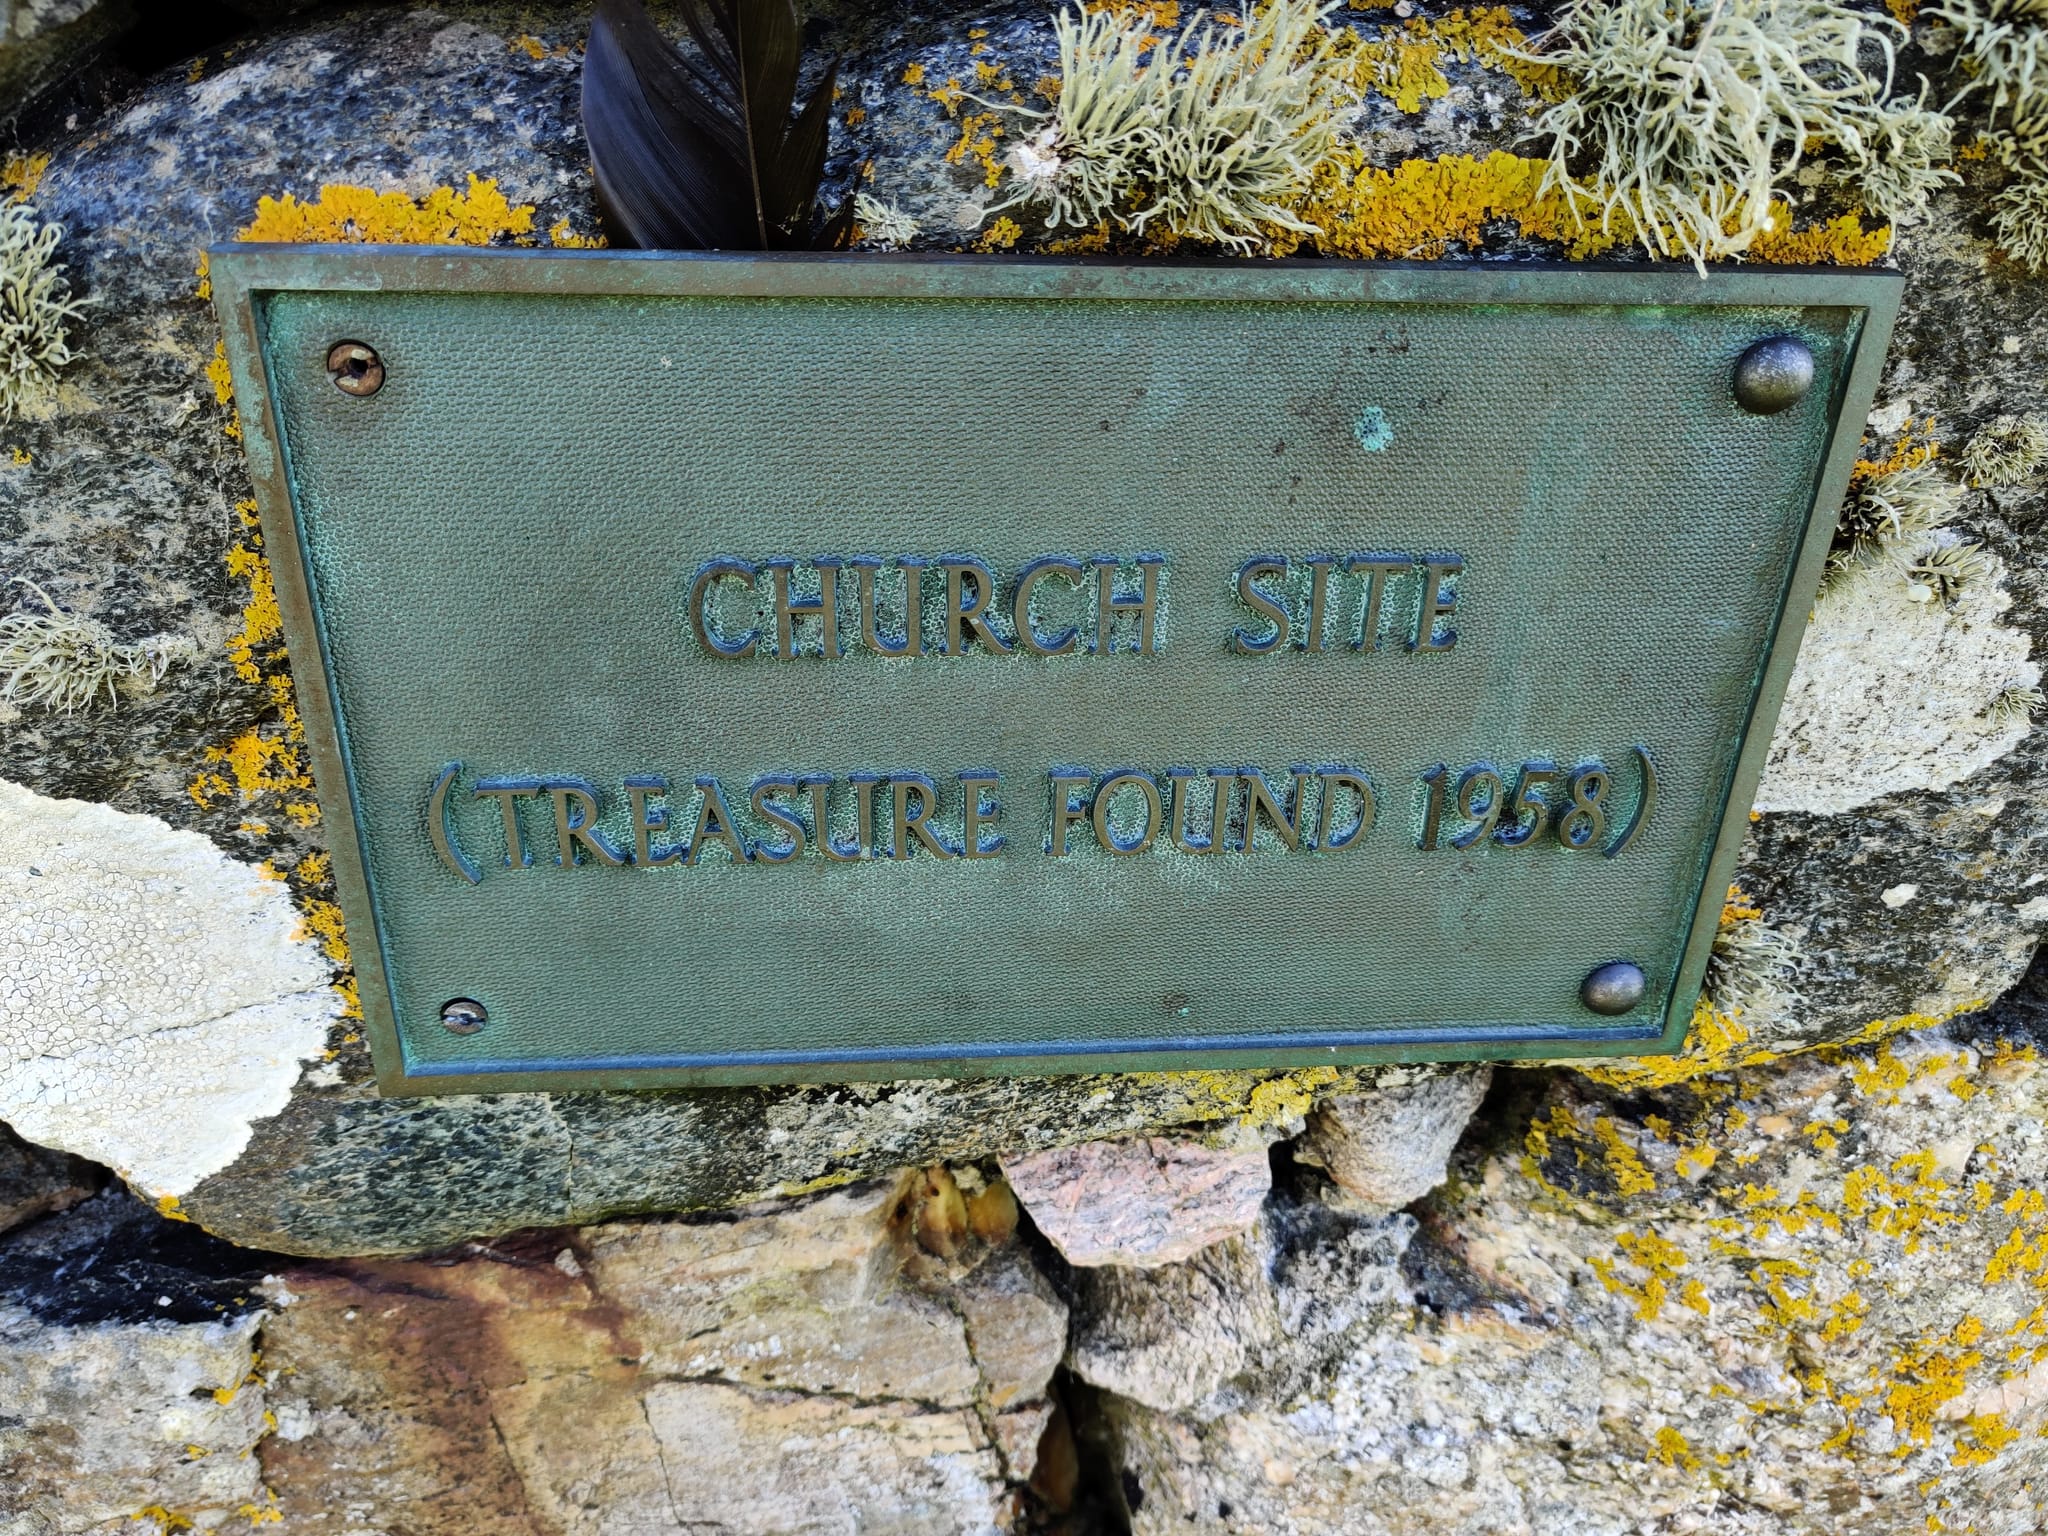 CHURCH SITE
(TREASURE FOUND 1958)